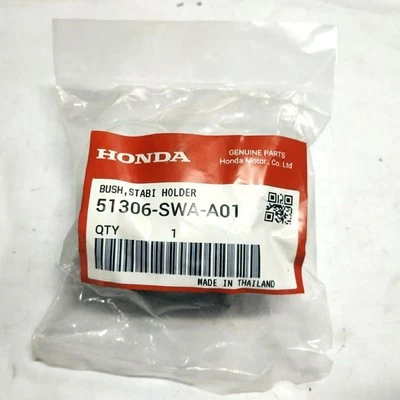 HONDA
GENUINE PARTS
Honda Motor Co. Ltd
BUSH,STABI HOLDER
51306-SWA-A01
QTY 1
MADE IN THAILAND